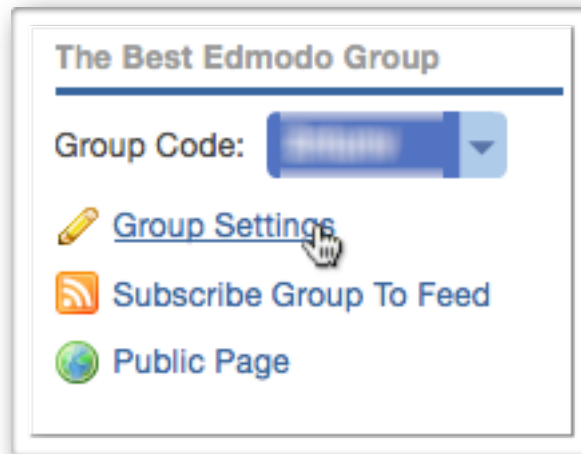 The Best Edmodo Group
Group Code:
Group Settings
Subscribe Group To Feed
Public Page